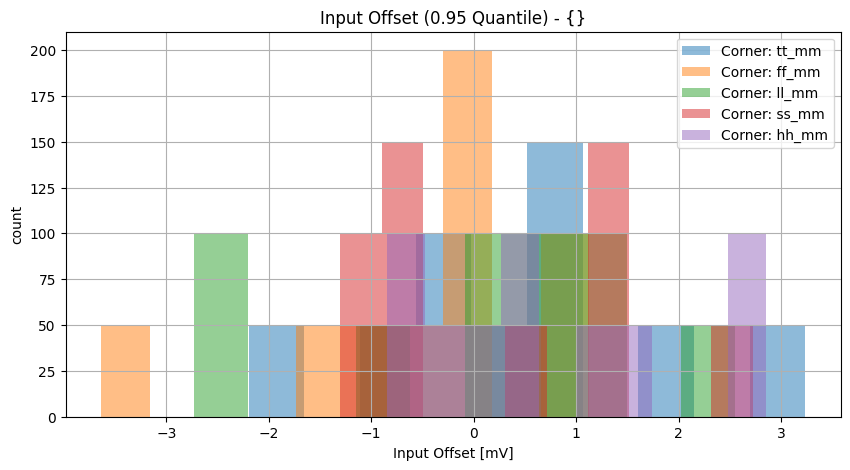 Input Offset (0.95 Quantile) - {}
Corner: tt_mm
Corner: ff_mm
Corner: ll_mm
Corner: ss_mm
Corner: hh_mm
200
175
150
125
100
75
50
25
0
count
−3
−2
−1
0
1
2
3
Input Offset [mV]